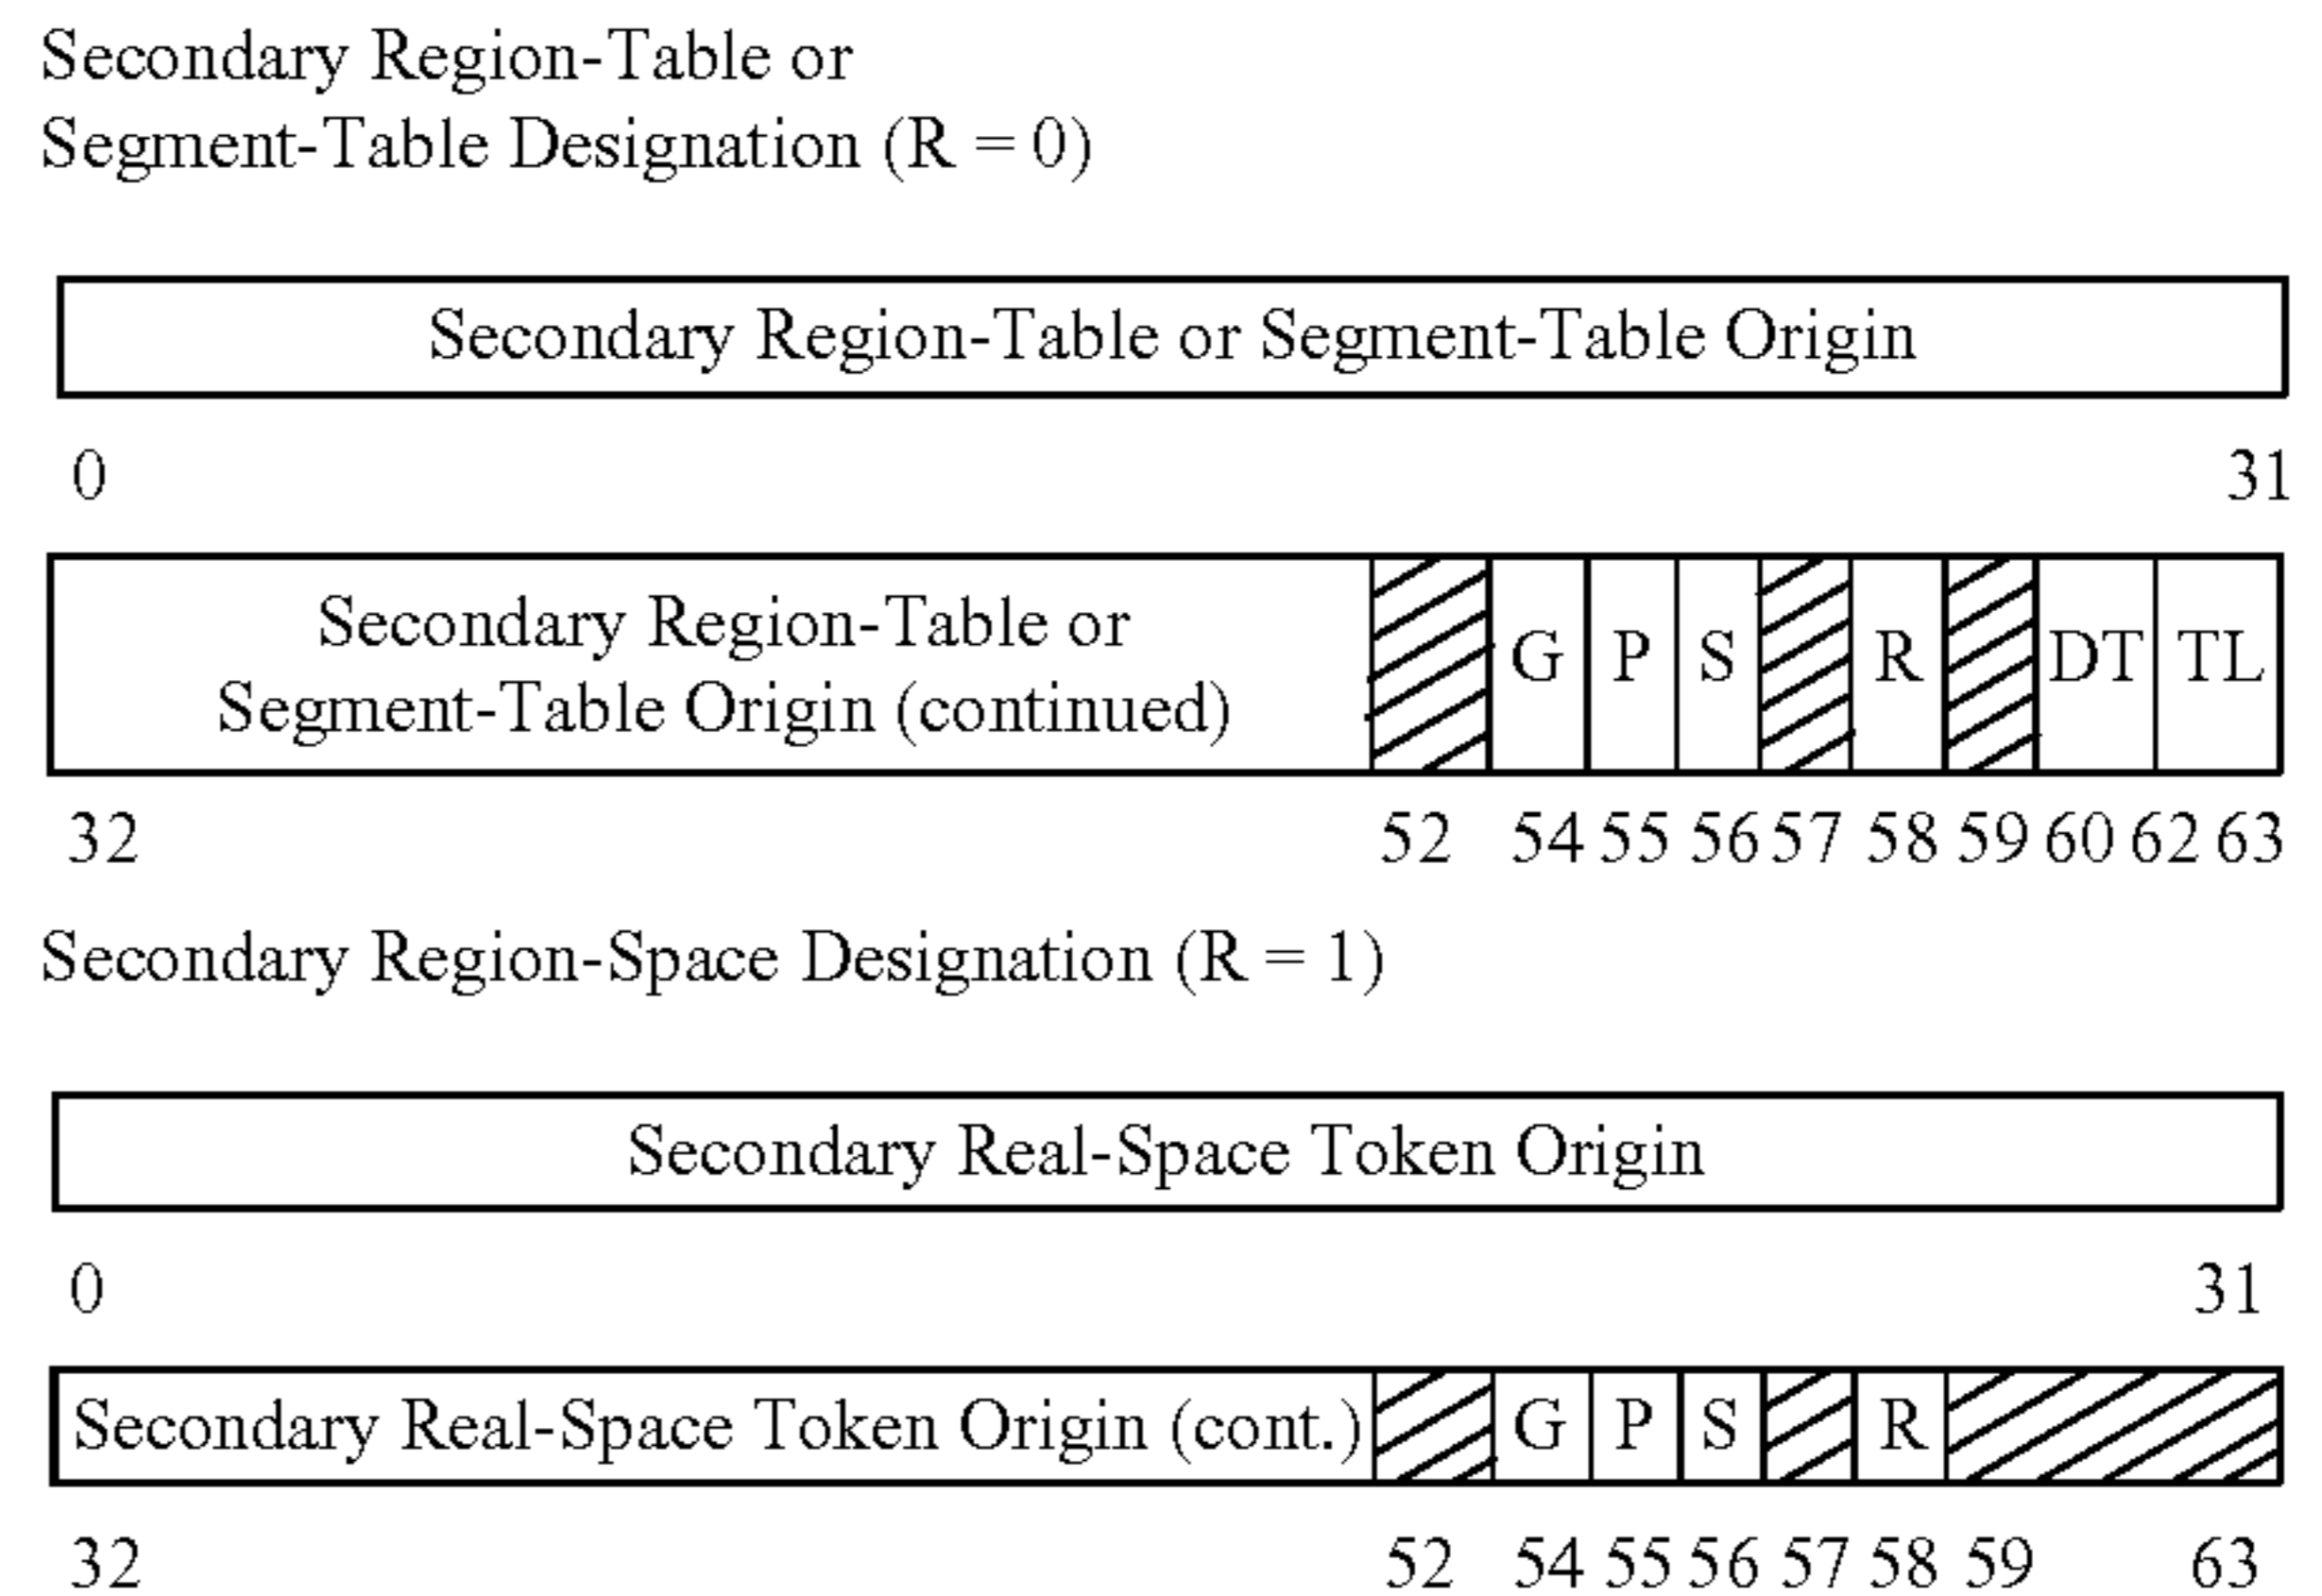 Secondary Region-Table or
Segment-Table Designation (R = 0)
Secondary Region-Table or Segment-Table Origin
0 31
Secondary Region-Table or
Segment-Table Origin (continued)
G P S R DT TL
32 52 54 55 56 57 58 59 60 62 63
Secondary Region-Space Designation (R = 1)
Secondary Real-Space Token Origin
0 31
Secondary Real-Space Token Origin (cont.) G P S R
32 52 54 55 56 57 58 59 63